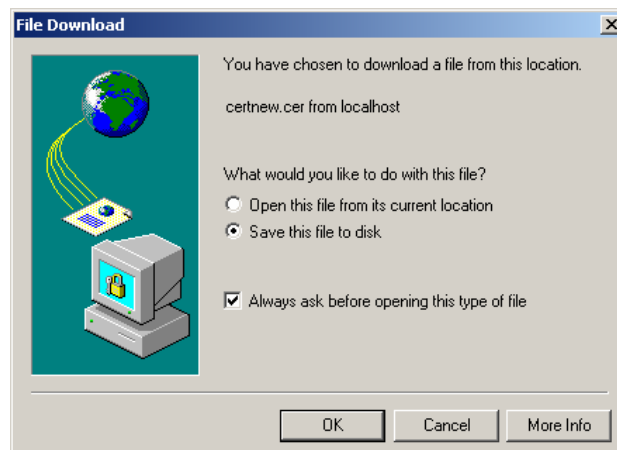 File Download
You have chosen to download a file from this location.
certnew.cer from localhost
What would you like to do with this file?
Open this file from its current location
Save this file to disk
Always ask before opening this type of file
OK
Cancel
More Info